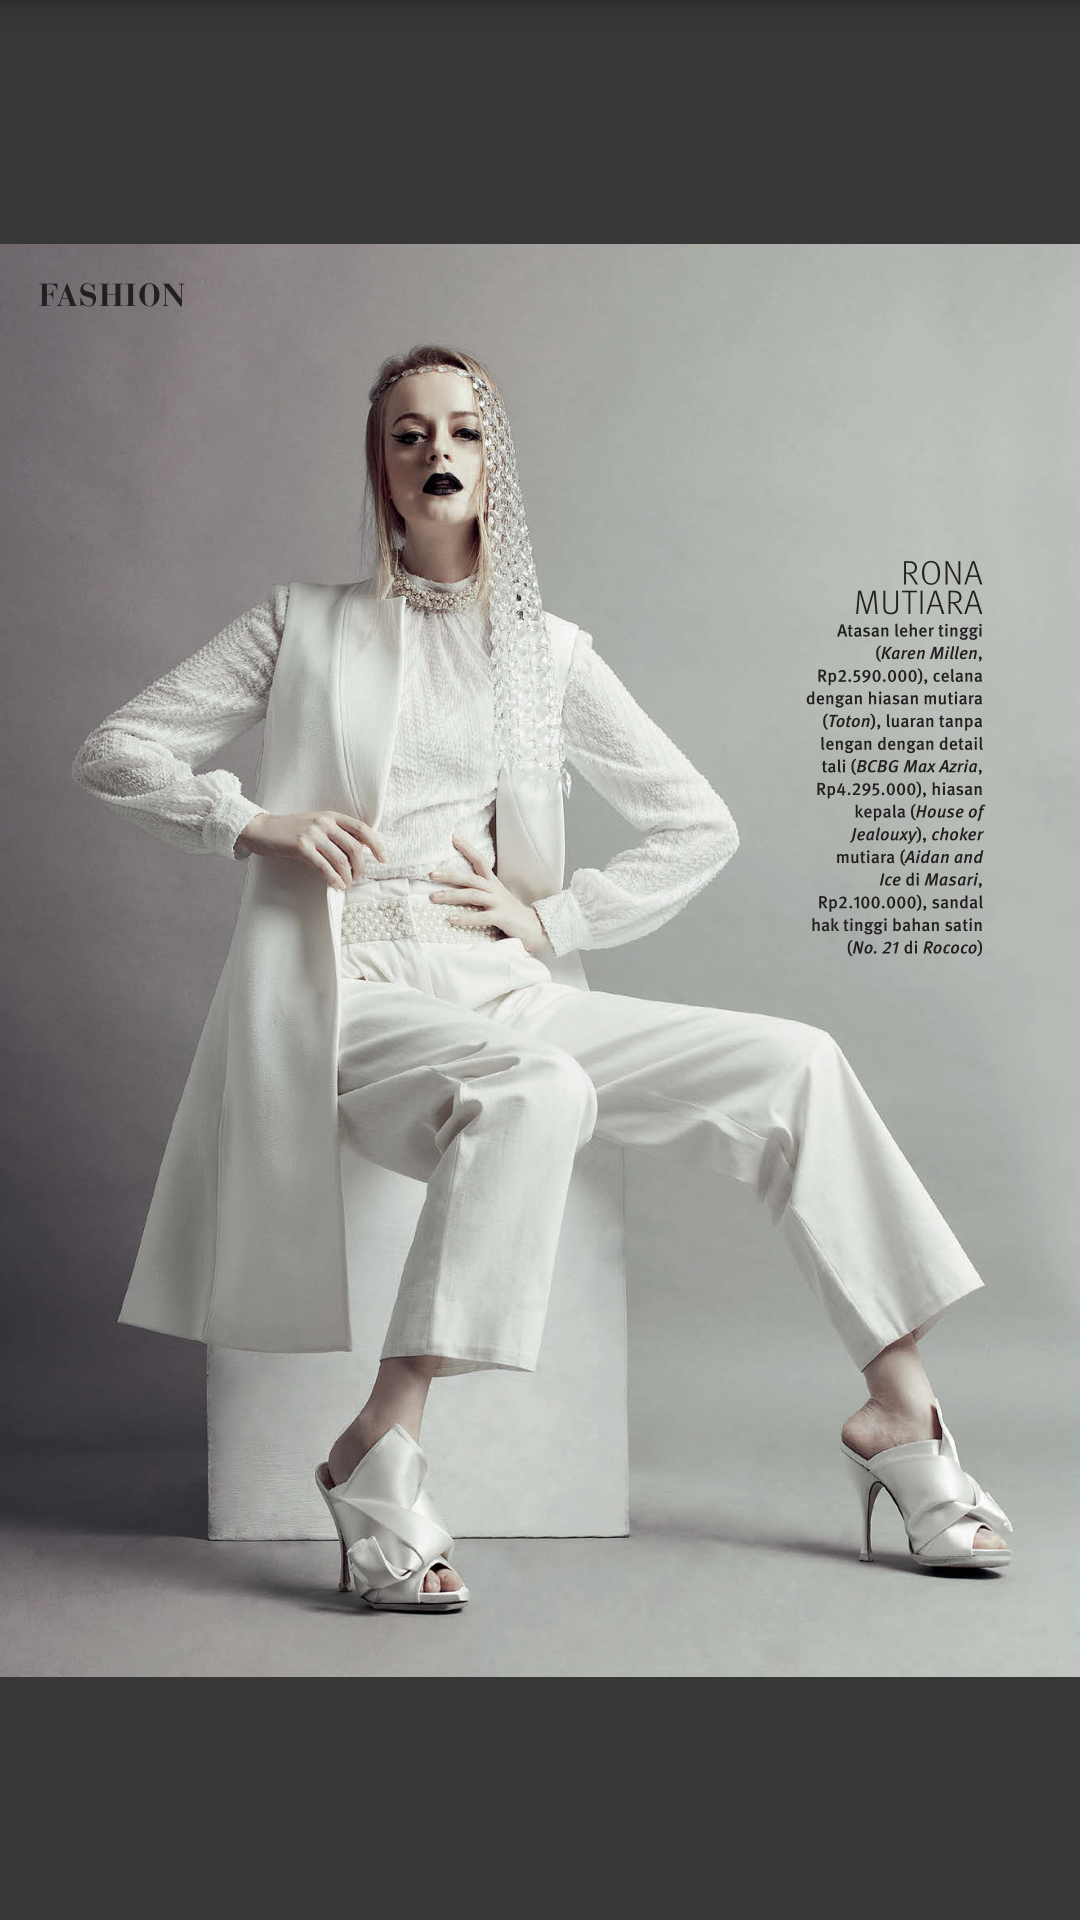 FASHION
RONA
MUTIARA
Atasan leher tinggi
(Karen Millen,
Rp2.590.000), celana
dengan hiasan mutiara
(Toton), luaran tanpa
lengan dengan detail
tali (BCBG Max Azria,
Rp4.295.000), hiasan
kepala (House of
Jealouxy), choker
mutiara (Aidan and
Ice di Masari,
Rp2.100.000), sandal
hak tinggi bahan satin
(No. 21 di Rococo)